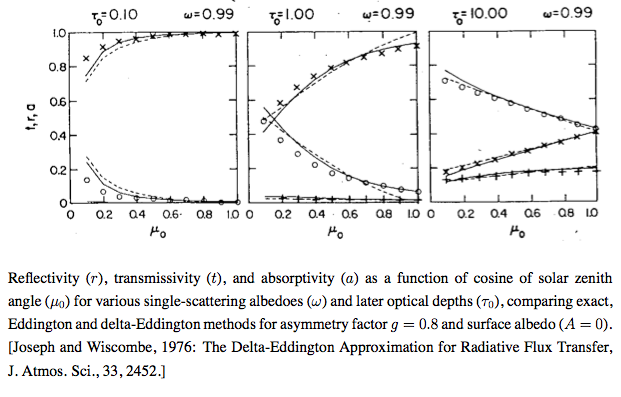 τ₀=0.10 ω=0.99 τ₀=1.00 ω=0.99 τ₀=10.00 ω=0.99
1.0
0.8
0.6
0.4
0.2
0
t, r, a
0 0.2 0.4 0.6 0.8 1.0 0 0.2 0.4 0.6 0.8 1.0 0 0.2 0.4 0.6 0.8 1.0
μ₀ μ₀ μ₀
Reflectivity (r), transmissivity (t), and absorptivity (a) as a function of cosine of solar zenith
angle (μ₀) for various single-scattering albedoes (ω) and later optical depths (τ₀), comparing exact,
Eddington and delta-Eddington methods for asymmetry factor g = 0.8 and surface albedo (A = 0).
[Joseph and Wiscombe, 1976: The Delta-Eddington Approximation for Radiative Flux Transfer,
J. Atmos. Sci., 33, 2452.]